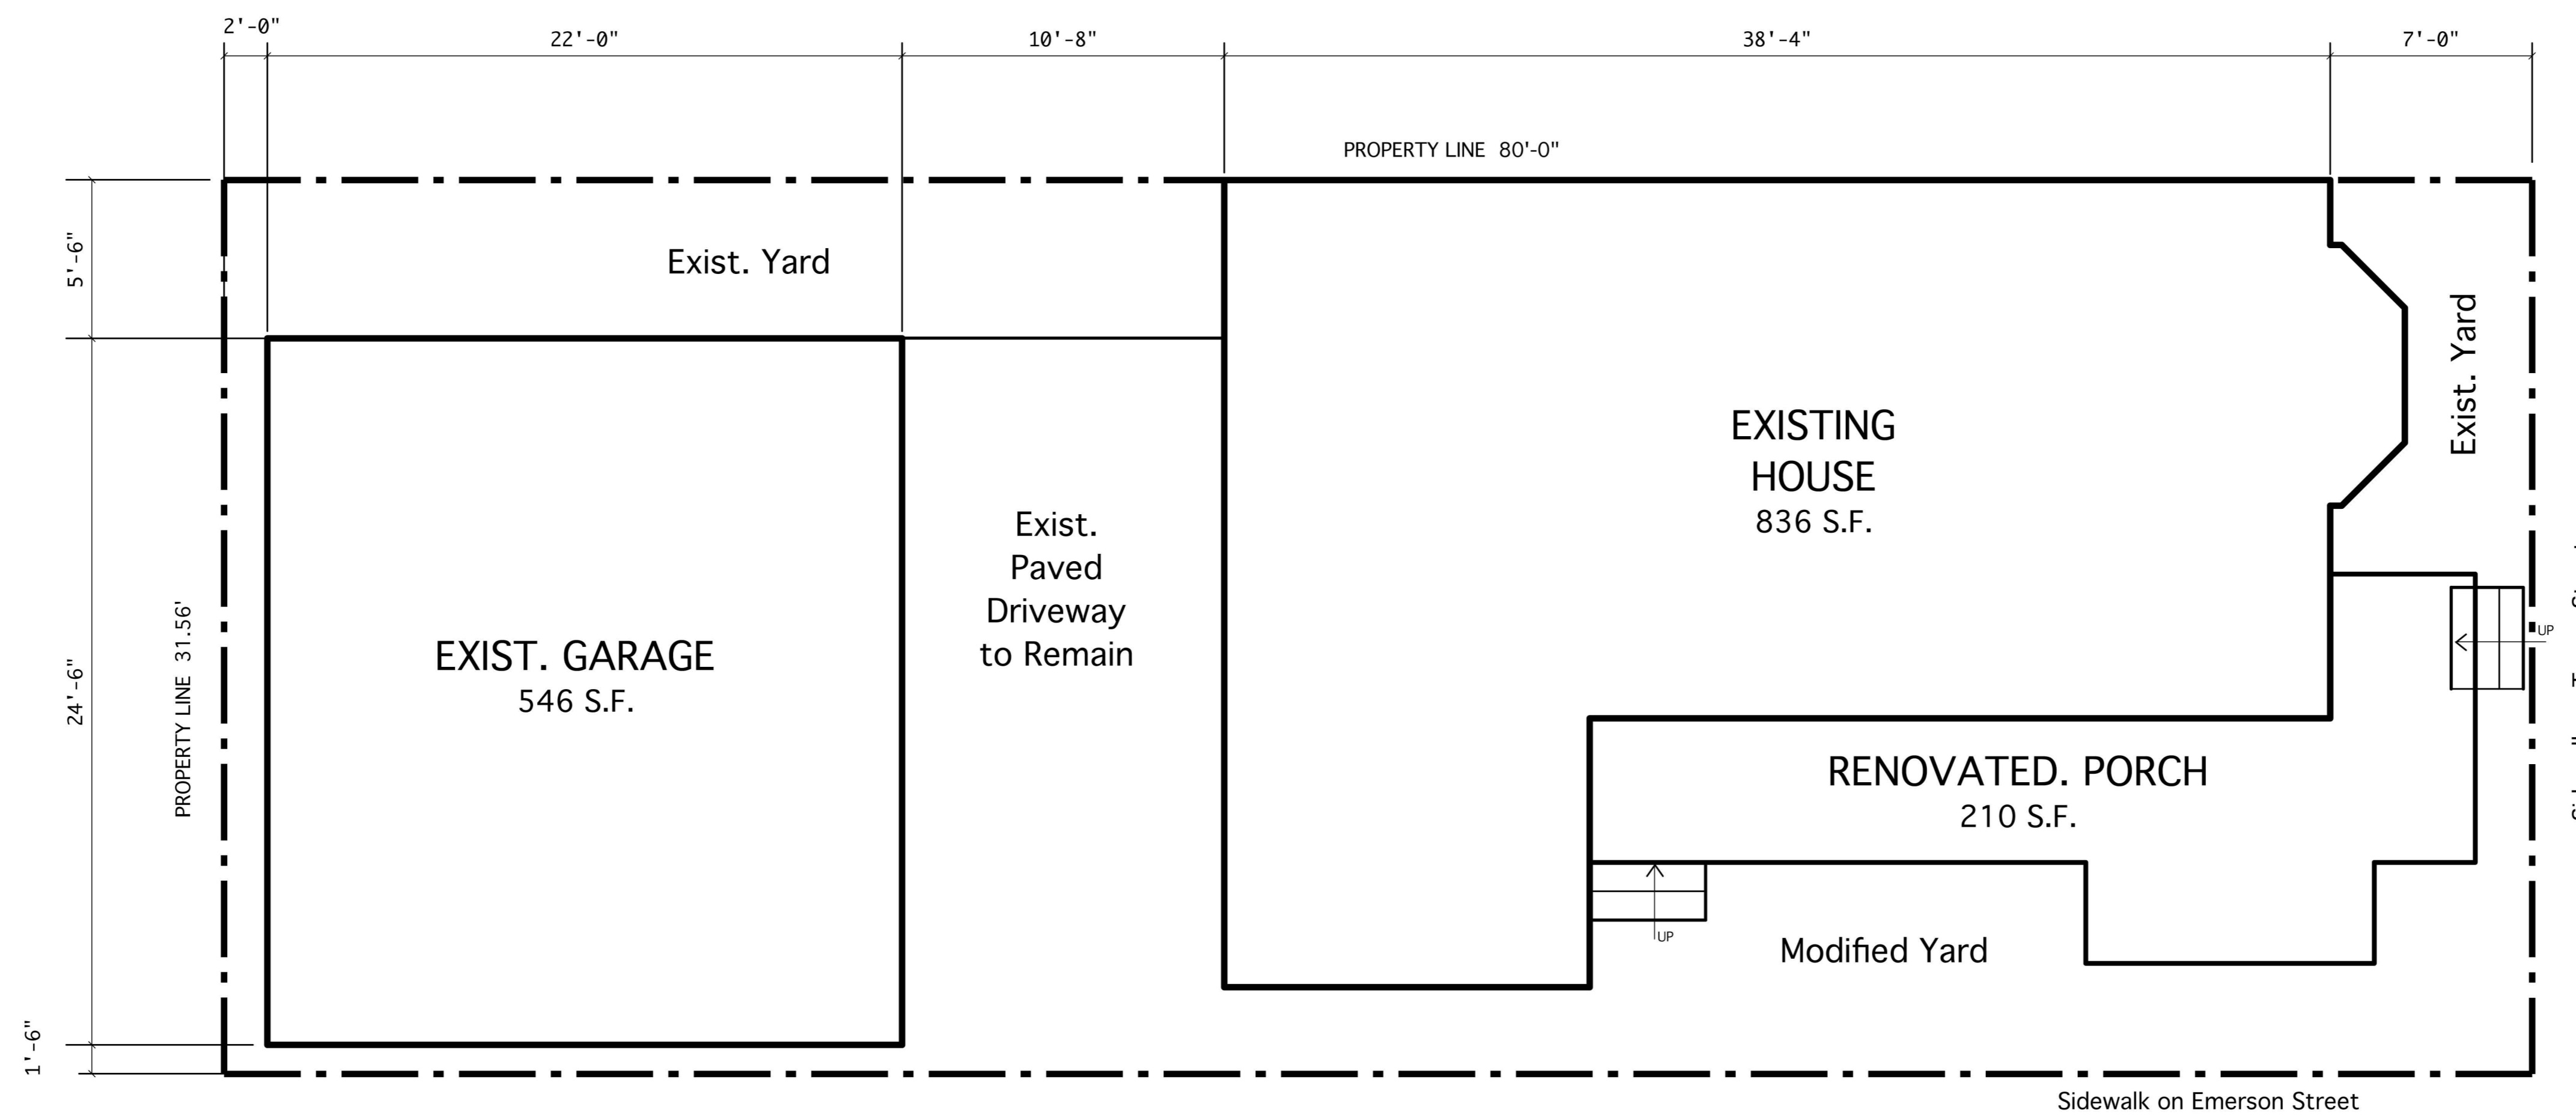 2'-0"
22'-0"
10'-8"
38'-4"
7'-0"
PROPERTY LINE 80'-0"
5'-6"
Exist. Yard
Exist. Yard
EXISTING
HOUSE
836 S.F.
Exist.
Paved
Driveway
to Remain
EXIST. GARAGE
546 S.F.
PROPERTY LINE 31.56'
24'-6"
UP
RENOVATED. PORCH
210 S.F.
UP
Modified Yard
1'-6"
Sidewalk on Emerson Street